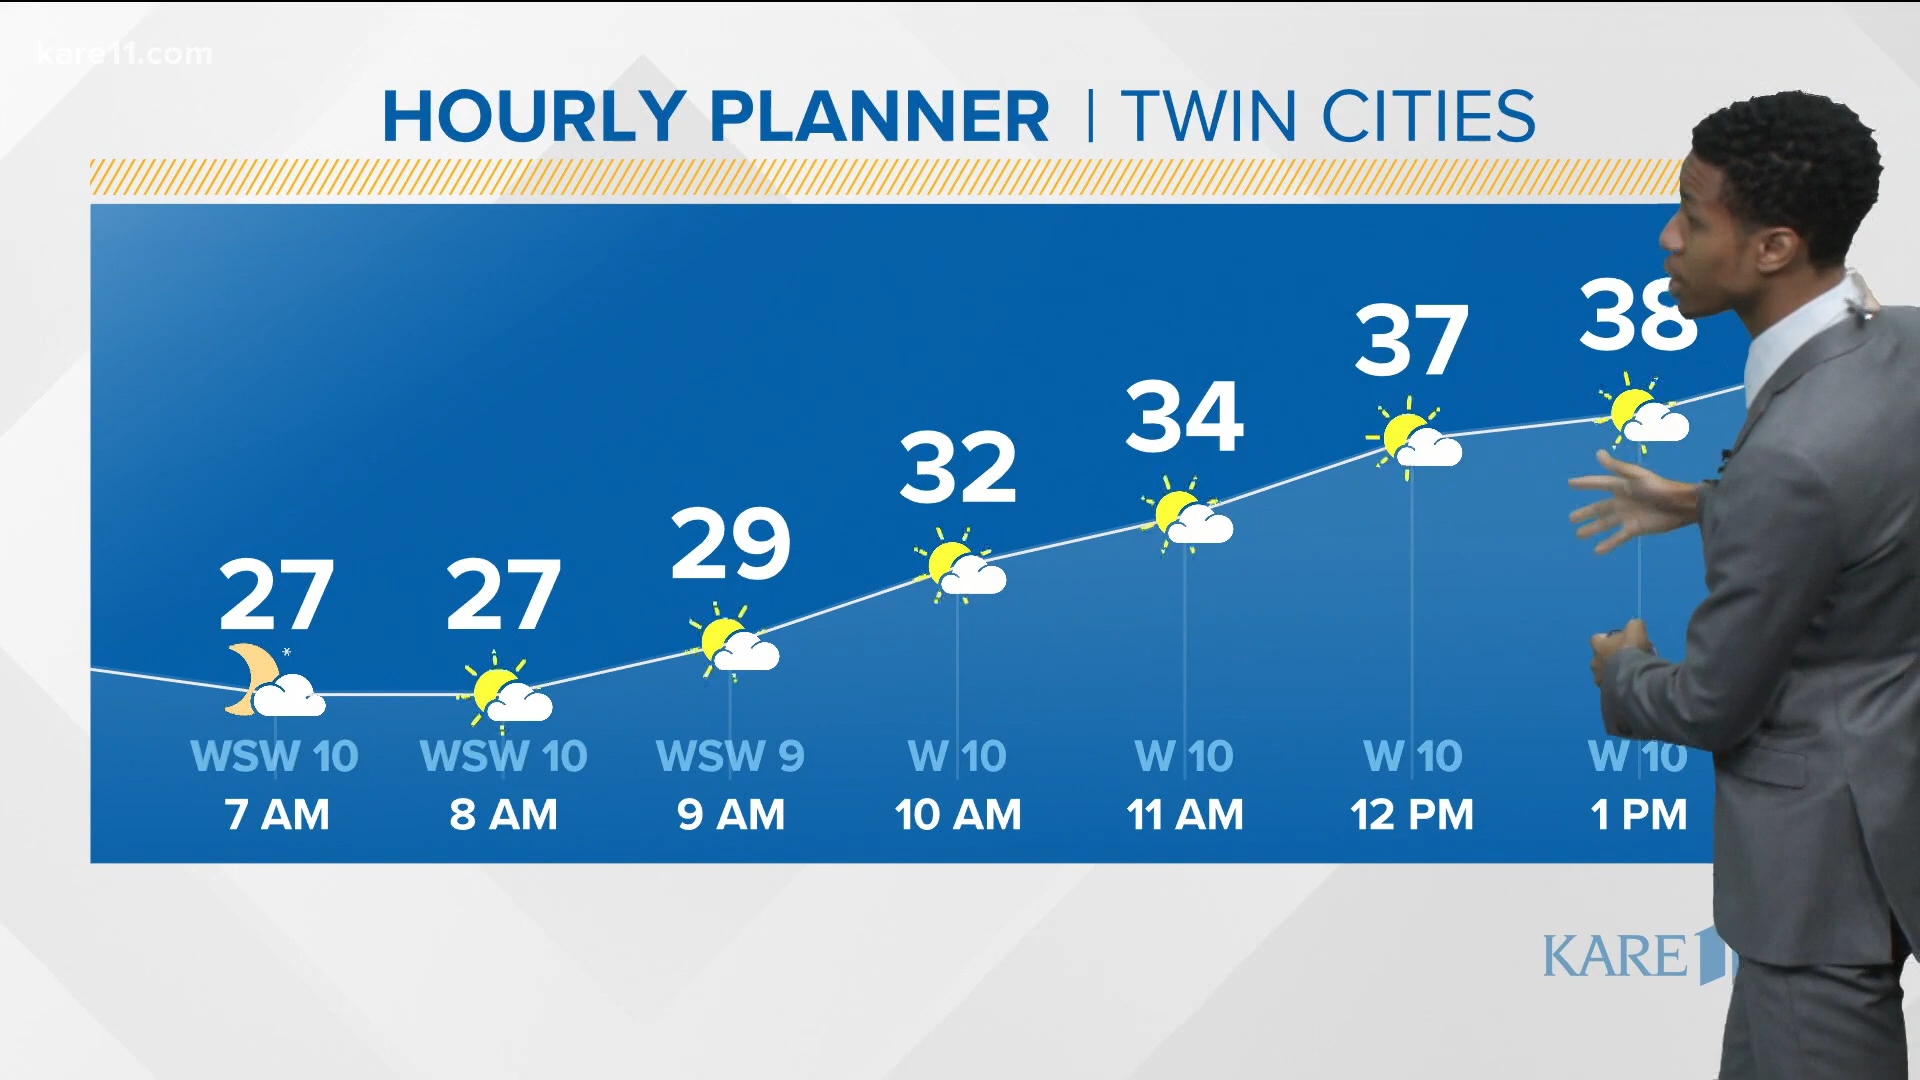 kare11.com
HOURLY PLANNER | TWIN CITIES
27 27 29 32 34 37 38
WSW 10 WSW 10 WSW 9 W 10 W 10 W 10 W 10
7 AM 8 AM 9 AM 10 AM 11 AM 12 PM 1 PM
KARE 11